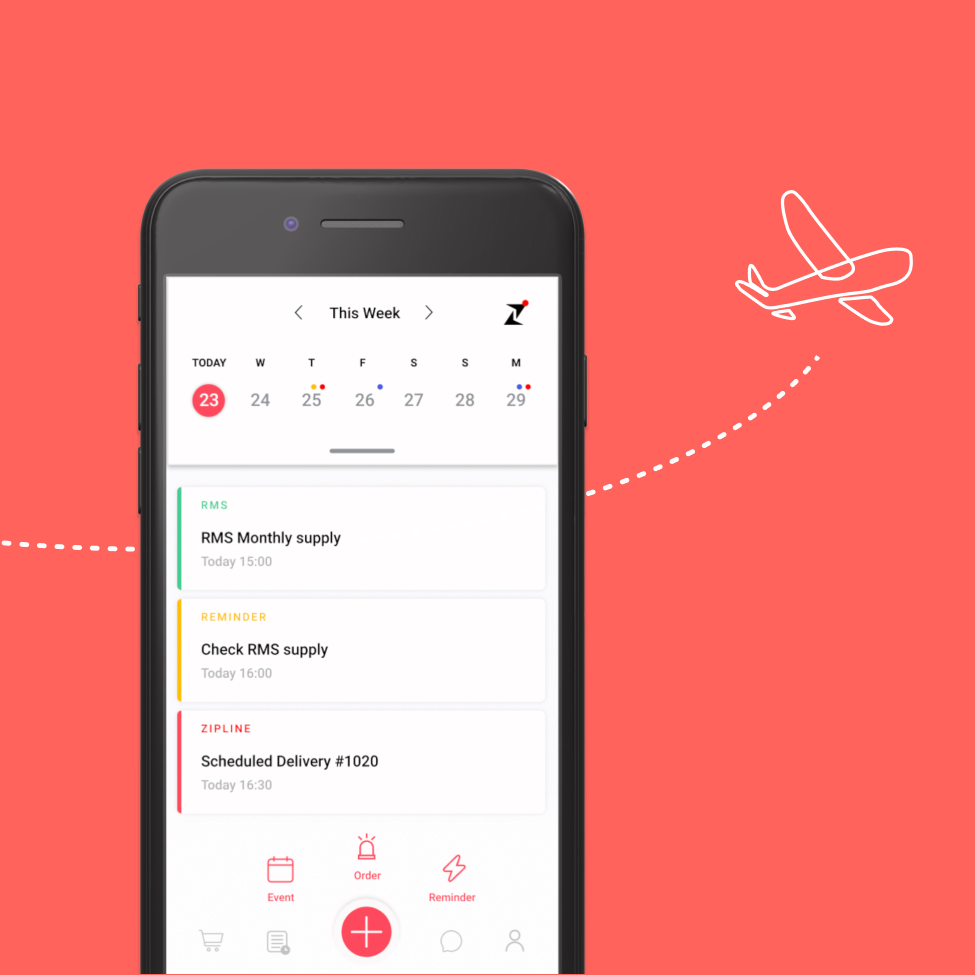 This Week
TODAY W T F S S M
23 24 25 26 27 28 29
RMS
RMS Monthly supply
Today 15:00
REMINDER
Check RMS supply
Today 16:00
ZIPLINE
Scheduled Delivery #1020
Today 16:30
Order
Event Reminder